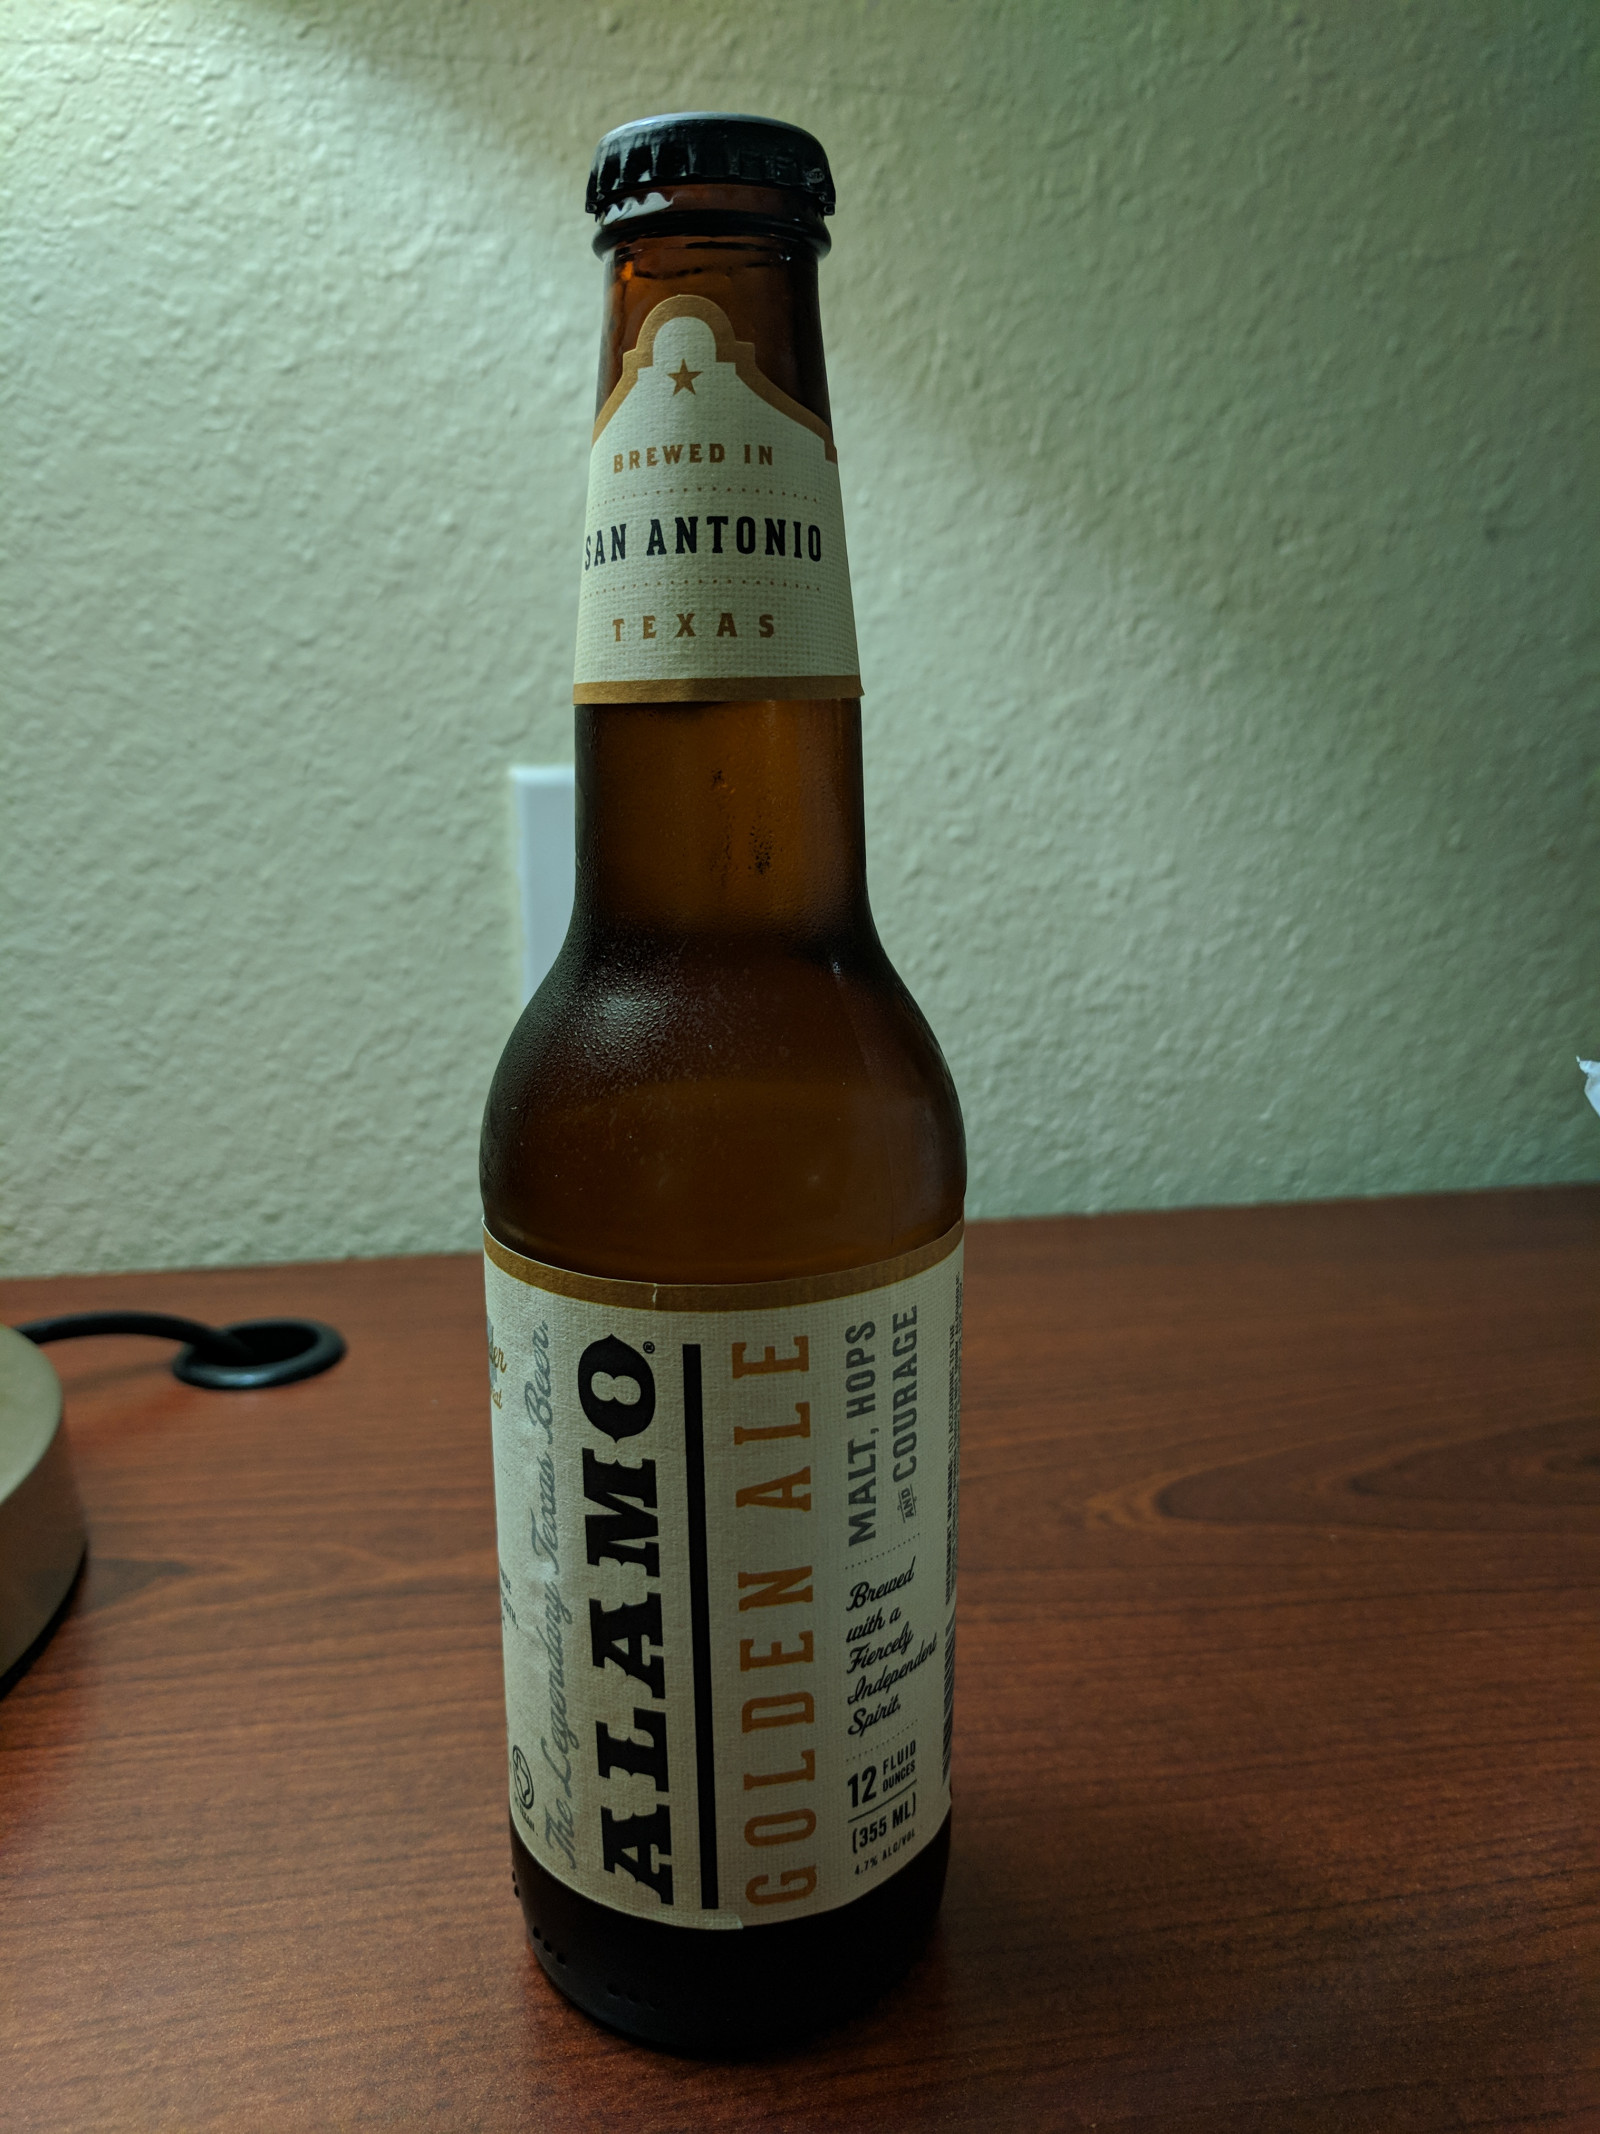 BREWED IN
SAN ANTONIO
TEXAS
The Legendary Texas Beer.
ALAMO®
GOLDEN ALE
MALT, HOPS
AND COURAGE
Brewed
with a
Fiercely
Independent
Spirit.
12 FLUID
OUNCES
(355 ML)
4.7% ALC/VOL